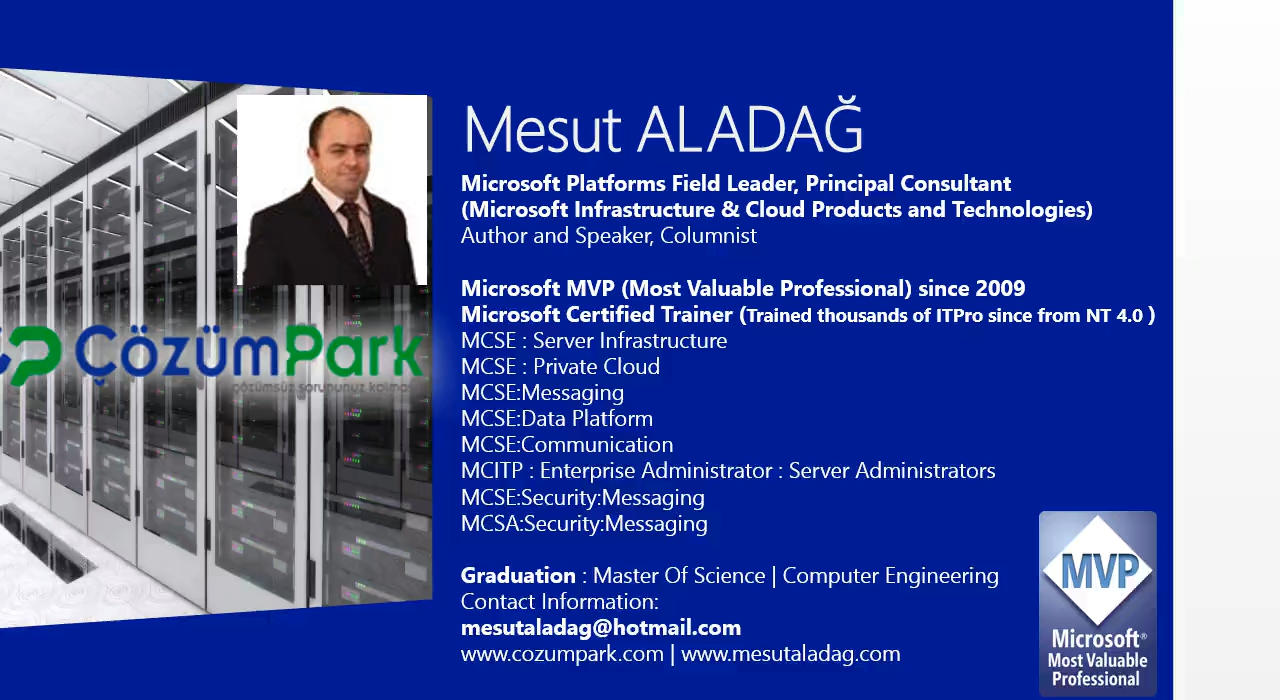 Mesut ALADAĞ
Microsoft Platforms Field Leader, Principal Consultant
(Microsoft Infrastructure & Cloud Products and Technologies)
Author and Speaker, Columnist
Microsoft MVP (Most Valuable Professional) since 2009
Microsoft Certified Trainer (Trained thousands of ITPro since from NT 4.0 )
MCSE : Server Infrastructure
MCSE : Private Cloud
MCSE:Messaging
MCSE:Data Platform
MCSE:Communication
MCITP : Enterprise Administrator : Server Administrators
MCSE:Security:Messaging
MCSA:Security:Messaging
Graduation : Master Of Science | Computer Engineering
Contact Information:
mesutaladag@hotmail.com
www.cozumpark.com | www.mesutaladag.com
ÇözümPark
çözümsüz sorununuz kalmas
MVP
Microsoft®
Most Valuable
Professional